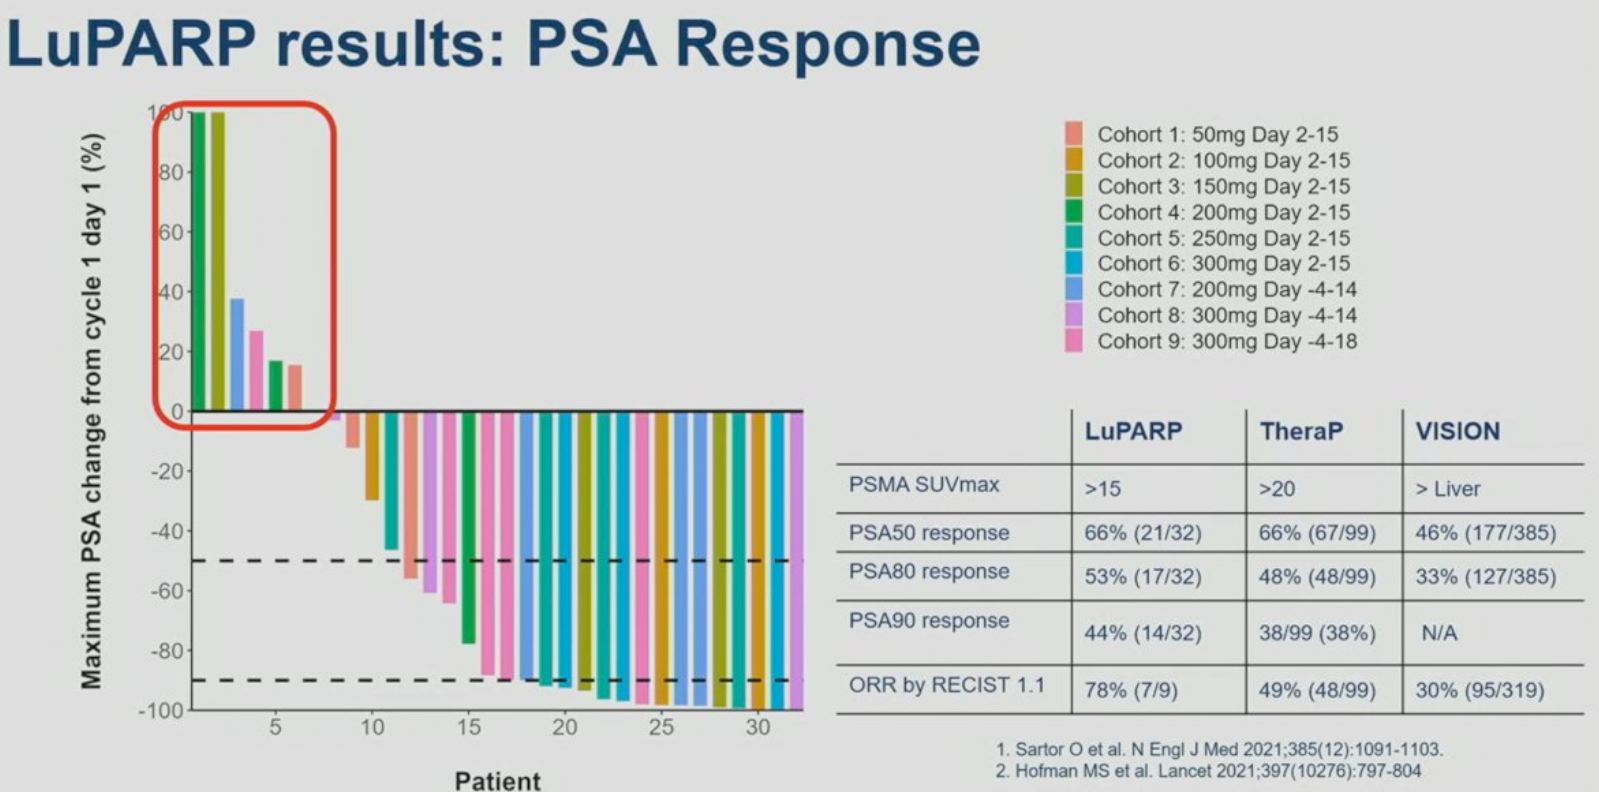 LuPARP results: PSA Response
Maximum PSA change from cycle 1 day 1 (%)
100
80
60
40
20
0
-20
-40
-60
-80
-100
5 10 15 20 25 30
Patient
Cohort 1: 50mg Day 2-15
Cohort 2: 100mg Day 2-15
Cohort 3: 150mg Day 2-15
Cohort 4: 200mg Day 2-15
Cohort 5: 250mg Day 2-15
Cohort 6: 300mg Day 2-15
Cohort 7: 200mg Day -4-14
Cohort 8: 300mg Day -4-14
Cohort 9: 300mg Day -4-18
LuPARP TheraP VISION
PSMA SUVmax >15 >20 > Liver
PSA50 response 66% (21/32) 66% (67/99) 46% (177/385)
PSA80 response 53% (17/32) 48% (48/99) 33% (127/385)
PSA90 response 44% (14/32) 38/99 (38%) N/A
ORR by RECIST 1.1 78% (7/9) 49% (48/99) 30% (95/319)
1. Sartor O et al. N Engl J Med 2021;385(12):1091-1103.
2. Hofman MS et al. Lancet 2021;397(10276):797-804